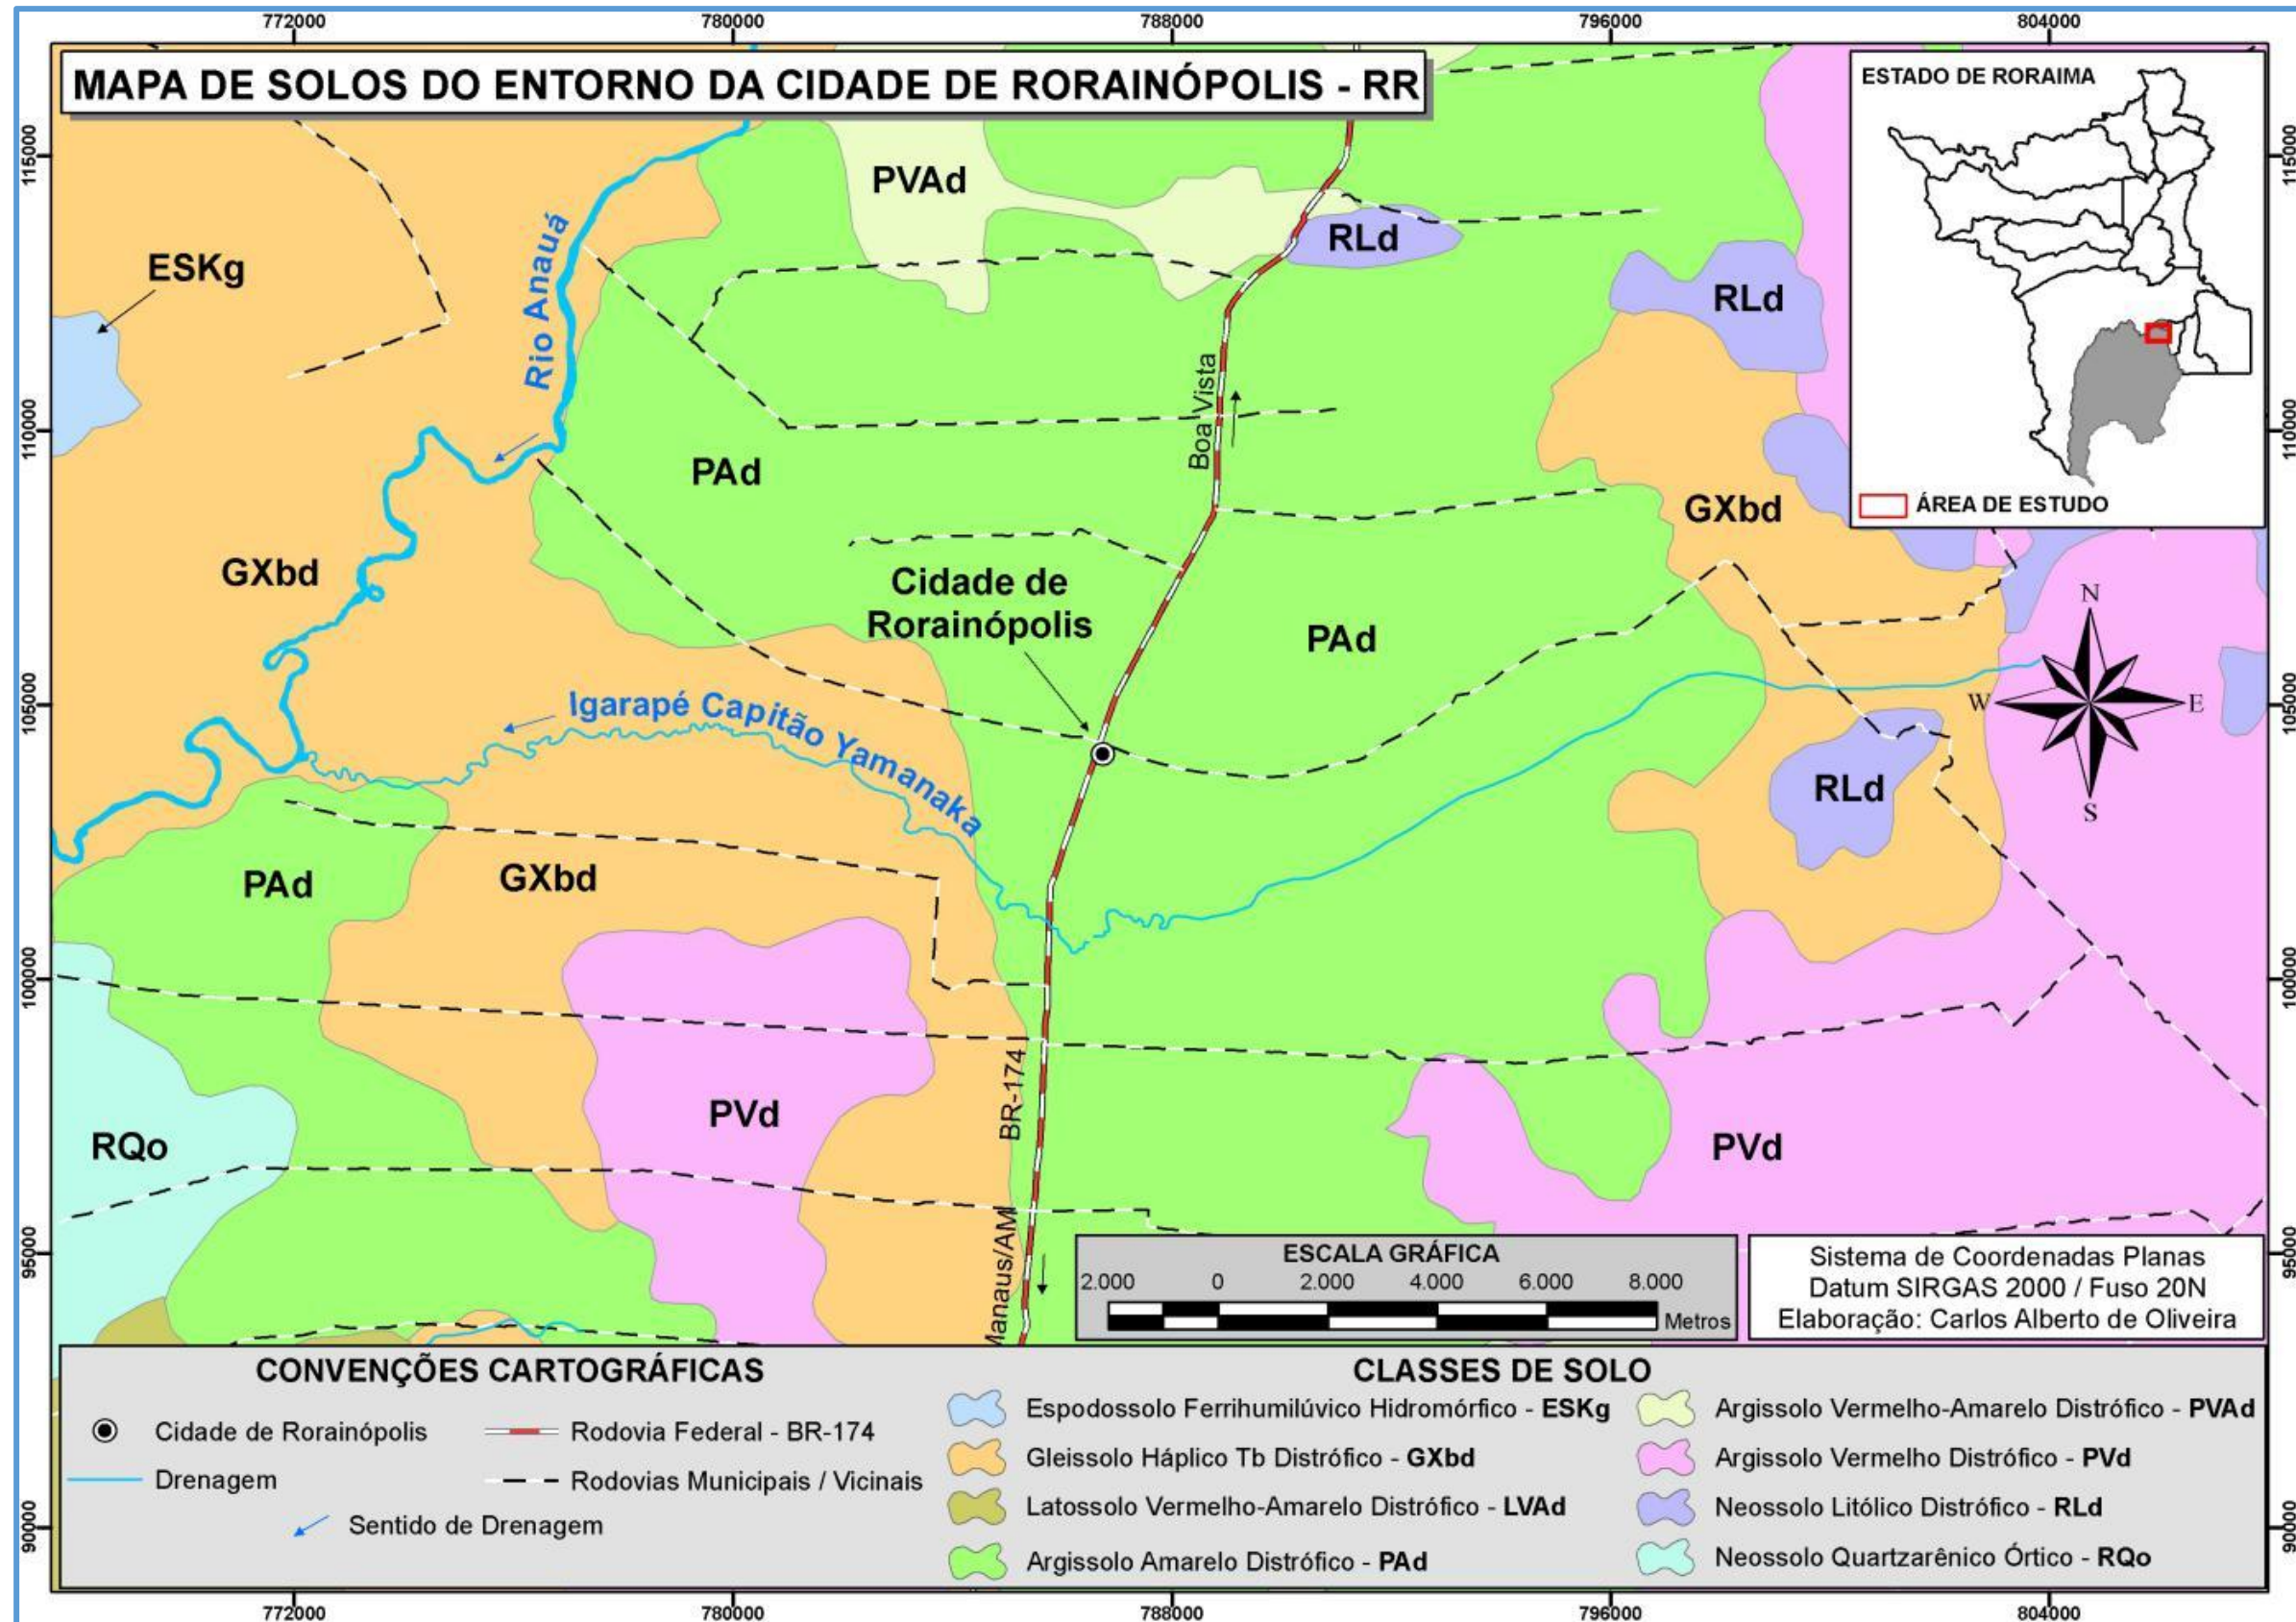 772000 780000 788000 796000 804000
MAPA DE SOLOS DO ENTORNO DA CIDADE DE RORAINÓPOLIS - RR
ESTADO DE RORAIMA
ÁREA DE ESTUDO
115000
110000
105000
100000
95000
90000
115000
110000
105000
100000
95000
90000
PVAd
RLd
ESKg
Rio Anauá
RLd
Boa Vista
PAd
GXbd
GXbd
Cidade de
Rorainópolis
PAd
N
W E
S
Igarapé Capitão Yamanaka
RLd
PAd
GXbd
PVd
RQo
BR-174
PVd
Manaus/AM
ESCALA GRÁFICA
2.000 0 2.000 4.000 6.000 8.000
Metros
Sistema de Coordenadas Planas
Datum SIRGAS 2000 / Fuso 20N
Elaboração: Carlos Alberto de Oliveira
CONVENÇÕES CARTOGRÁFICAS
Cidade de Rorainópolis
Rodovia Federal - BR-174
Drenagem
Rodovias Municipais / Vicinais
Sentido de Drenagem
CLASSES DE SOLO
Espodossolo Ferrihumilúvico Hidromórfico - ESKg
Gleissolo Háplico Tb Distrófico - GXbd
Latossolo Vermelho-Amarelo Distrófico - LVAd
Argissolo Amarelo Distrófico - PAd
Argissolo Vermelho-Amarelo Distrófico - PVAd
Argissolo Vermelho Distrófico - PVd
Neossolo Litólico Distrófico - RLd
Neossolo Quartzarênico Órtico - RQo
772000 780000 788000 796000 804000